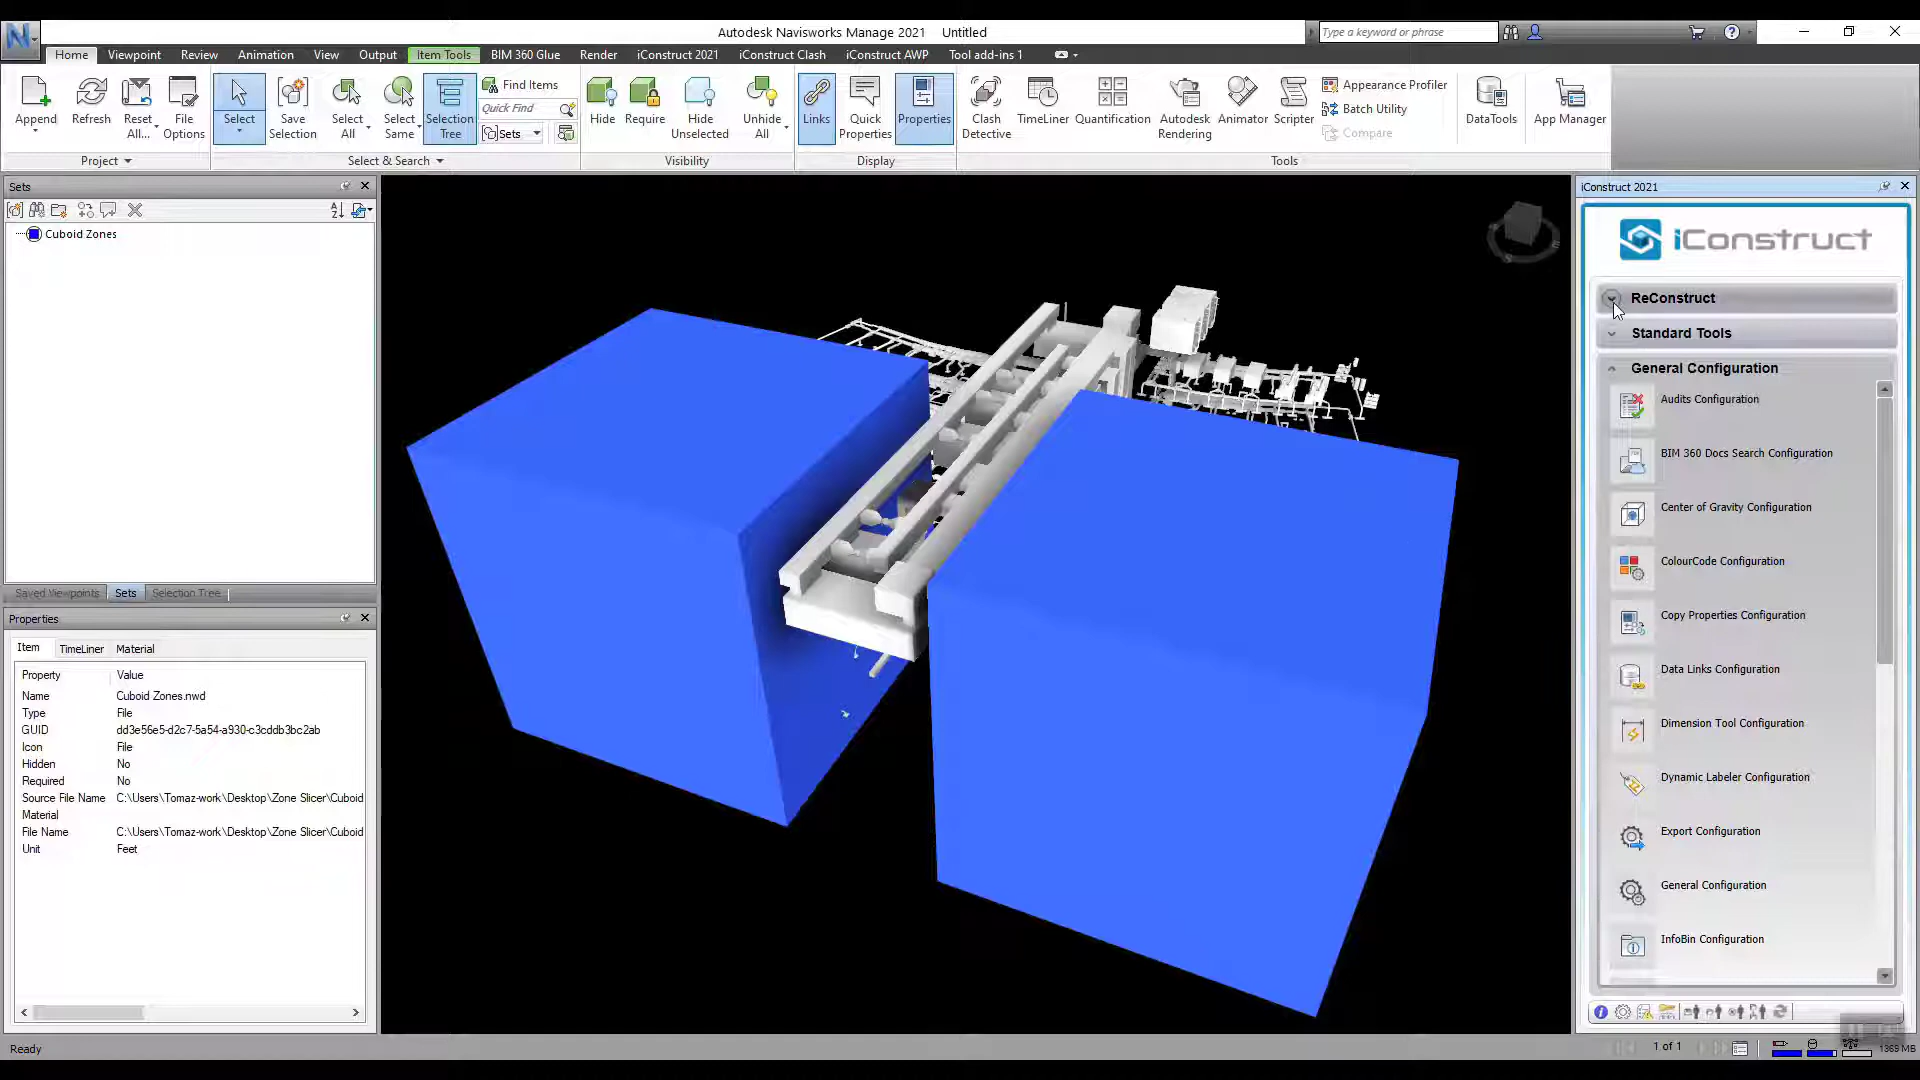 Autodesk Navisworks Manage 2021 Untitled
Type a keyword or phrase
Home Viewpoint Review Animation View Output Item Tools BIM 360 Glue Render iConstruct 2021 iConstruct Clash iConstruct AWP Tool add-ins 1
Append
Refresh
Reset All...
File Options
Project
Select
Save Selection
Select All
Select Same
Selection Tree
Find Items
Quick Find
Sets
Select & Search
Hide
Require
Hide Unselected
Unhide All
Visibility
Links
Quick Properties
Properties
Display
Clash Detective
TimeLiner
Quantification
Autodesk Rendering
Animator
Scripter
Appearance Profiler
Batch Utility
Compare
Tools
DataTools
App Manager
Sets
Cuboid Zones
Saved Viewpoints Sets Selection Tree
Properties
Item TimeLiner Material
Property Value
Name Cuboid Zones.nwd
Type File
GUID dd3e56e5-d2c7-5a54-a930-c3cddb3bc2ab
Icon File
Hidden No
Required No
Source File Name C:\Users\Tomaz-work\Desktop\Zone Slicer\Cuboid
Material
File Name C:\Users\Tomaz-work\Desktop\Zone Slicer\Cuboid
Unit Feet
Ready
iConstruct 2021
iConstruct
ReConstruct
Standard Tools
General Configuration
Audits Configuration
BIM 360 Docs Search Configuration
Center of Gravity Configuration
ColourCode Configuration
Copy Properties Configuration
Data Links Configuration
Dimension Tool Configuration
Dynamic Labeler Configuration
Export Configuration
General Configuration
InfoBin Configuration
1 of 1
1369 MB